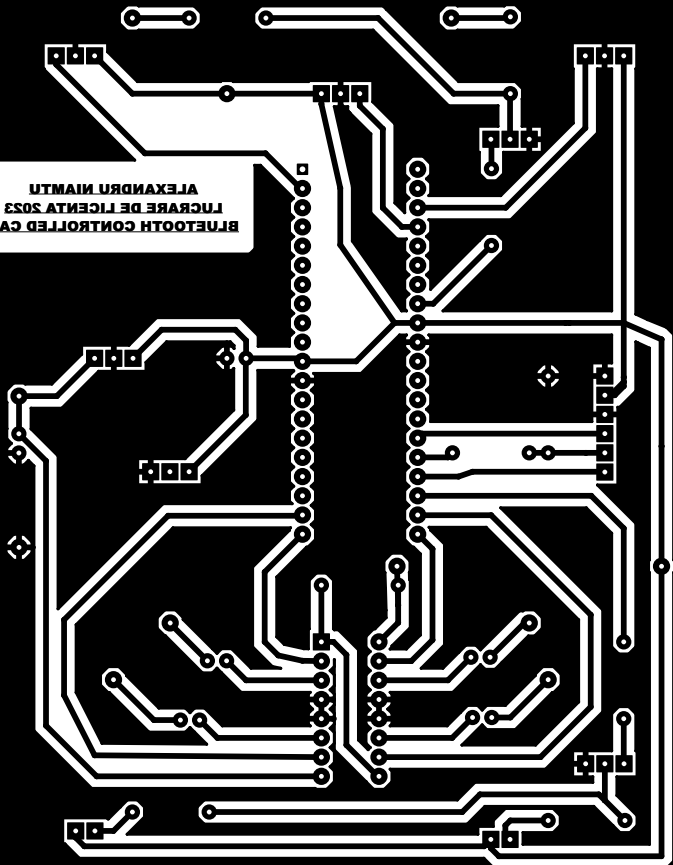 ALEXANDRU NIAMTU
LUCRARE DE LICENTA 2023
BLUETOOTH CONTROLLED CA